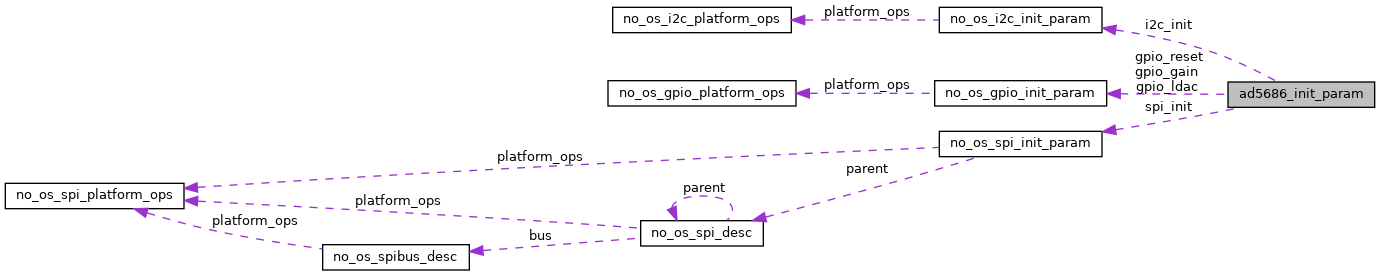 no_os_i2c_platform_ops
platform_ops
no_os_i2c_init_param
i2c_init
gpio_reset
gpio_gain
gpio_ldac
no_os_gpio_platform_ops
platform_ops
no_os_gpio_init_param
ad5686_init_param
spi_init
no_os_spi_init_param
platform_ops
parent
no_os_spi_platform_ops
parent
platform_ops
platform_ops
bus
no_os_spi_desc
no_os_spibus_desc